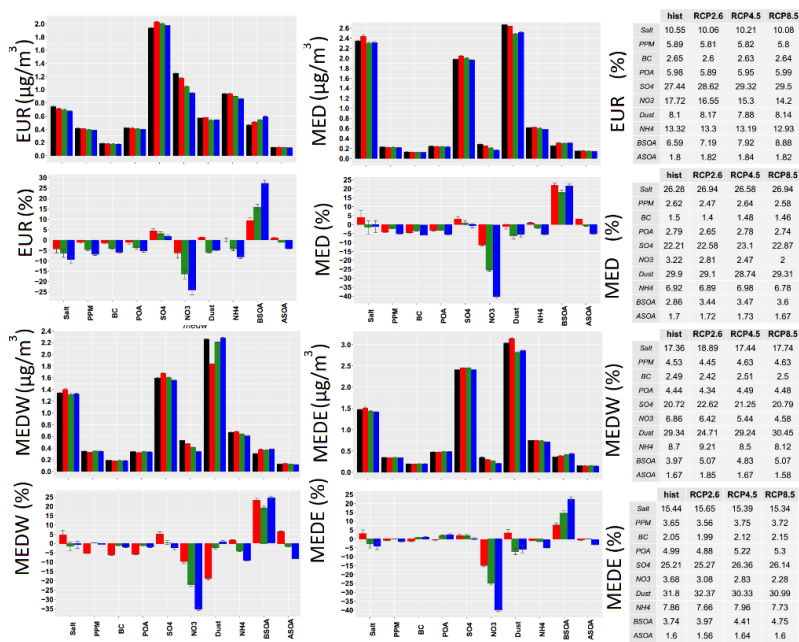 EUR (µg/m³)
2.0
1.8
1.6
1.4
1.2
1.0
0.8
0.6
0.4
0.2
0.0
MED (µg/m³)
2.6
2.4
2.2
2.0
1.8
1.6
1.4
1.2
1.0
0.8
0.6
0.4
0.2
0.0
EUR (%)
hist RCP2.6 RCP4.5 RCP8.5
Salt 10.55 10.06 10.21 10.08
PPM 5.89 5.81 5.82 5.8
BC 2.65 2.6 2.63 2.64
POA 5.98 5.89 5.95 5.99
SO4 27.44 28.62 29.32 29.5
NO3 17.72 16.55 15.3 14.2
Dust 8.1 8.17 7.88 8.14
NH4 13.32 13.3 13.19 12.93
BSOA 6.59 7.19 7.92 8.88
ASOA 1.8 1.82 1.84 1.82
EUR (%)
30
25
20
15
10
5
0
-5
-10
-15
-20
-25
Salt PPM BC POA SO4 NO3 Dust NH4 BSOA ASOA
MED (%)
20
15
10
5
0
-5
-10
-15
-20
-25
-30
-35
-40
Salt PPM BC POA SO4 NO3 Dust NH4 BSOA ASOA
MED (%)
hist RCP2.6 RCP4.5 RCP8.5
Salt 26.28 26.94 26.58 26.94
PPM 2.62 2.47 2.64 2.58
BC 1.5 1.4 1.48 1.46
POA 2.79 2.65 2.78 2.74
SO4 22.21 22.58 23.1 22.87
NO3 3.22 2.81 2.47 2
Dust 29.9 29.1 28.74 29.31
NH4 6.92 6.89 6.98 6.78
BSOA 2.86 3.44 3.47 3.6
ASOA 1.7 1.72 1.73 1.67
medw
MEDW (µg/m³)
2.4
2.2
2.0
1.8
1.6
1.4
1.2
1.0
0.8
0.6
0.4
0.2
0.0
MEDE (µg/m³)
3.0
2.5
2.0
1.5
1.0
0.5
0.0
MEDW (%)
hist RCP2.6 RCP4.5 RCP8.5
Salt 17.36 18.89 17.44 17.74
PPM 4.53 4.45 4.63 4.63
BC 2.49 2.42 2.51 2.5
POA 4.44 4.34 4.49 4.48
SO4 20.72 22.62 21.25 20.79
NO3 6.86 6.42 5.44 4.58
Dust 29.34 24.71 29.24 30.45
NH4 8.7 9.21 8.5 8.12
BSOA 3.97 5.07 4.83 5.07
ASOA 1.67 1.85 1.67 1.58
MEDW (%)
25
20
15
10
5
0
-5
-10
-15
-20
-25
-30
-35
Salt PPM BC POA SO4 NO3 Dust NH4 BSOA ASOA
MEDE (%)
25
20
15
10
5
0
-5
-10
-15
-20
-25
-30
-35
-40
Salt PPM BC POA SO4 NO3 Dust NH4 BSOA ASOA
MEDE (%)
hist RCP2.6 RCP4.5 RCP8.5
Salt 15.44 15.65 15.39 15.34
PPM 3.65 3.56 3.75 3.72
BC 2.05 1.99 2.12 2.15
POA 4.99 4.88 5.22 5.3
SO4 25.21 25.27 26.36 26.14
NO3 3.68 3.08 2.83 2.28
Dust 31.8 32.37 30.33 30.99
NH4 7.86 7.66 7.96 7.73
BSOA 3.74 3.97 4.41 4.75
ASOA 1.6 1.56 1.64 1.6